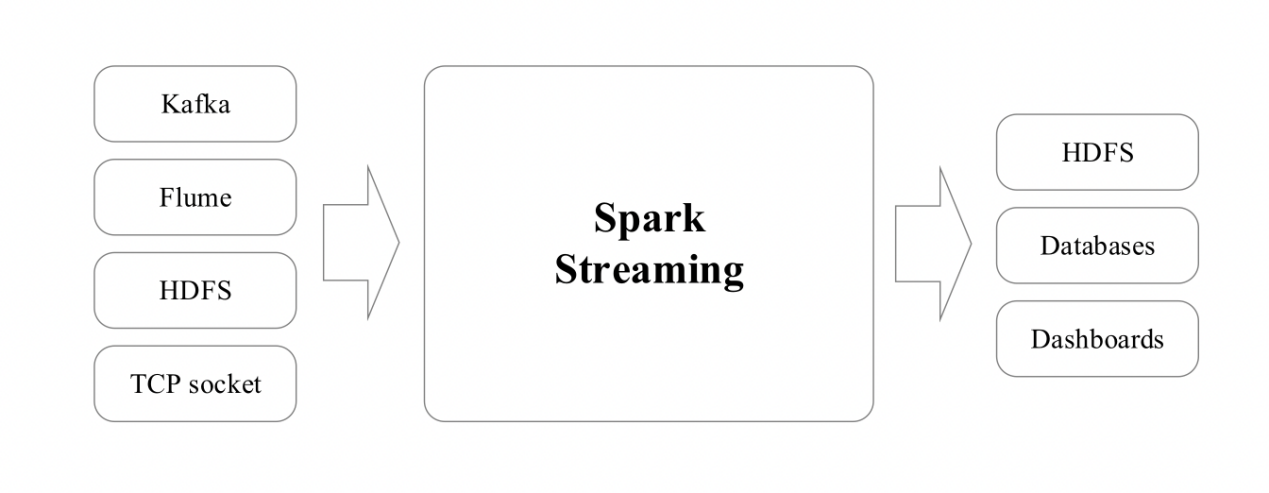 Kafka
Flume
HDFS
TCP socket
Spark
Streaming
HDFS
Databases
Dashboards